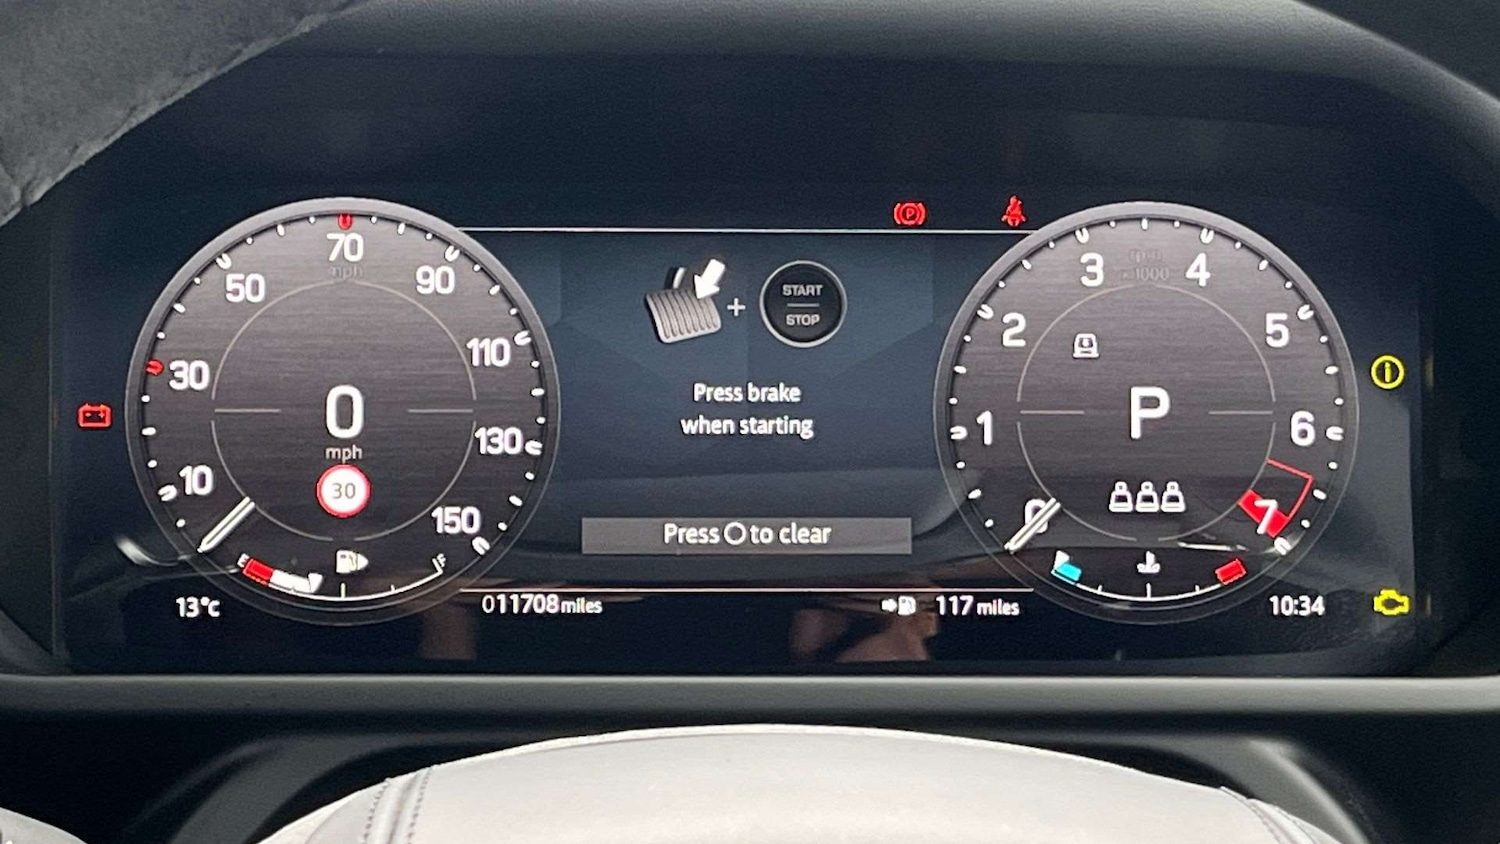 70
mph
50
90
30
110
0
mph
130
10
30
150
E
F
START
STOP
+
Press brake
when starting
Press O to clear
P
3
4
x1000
2
5
P
1
6
0
7
13°c
011708 miles
117 miles
10:34